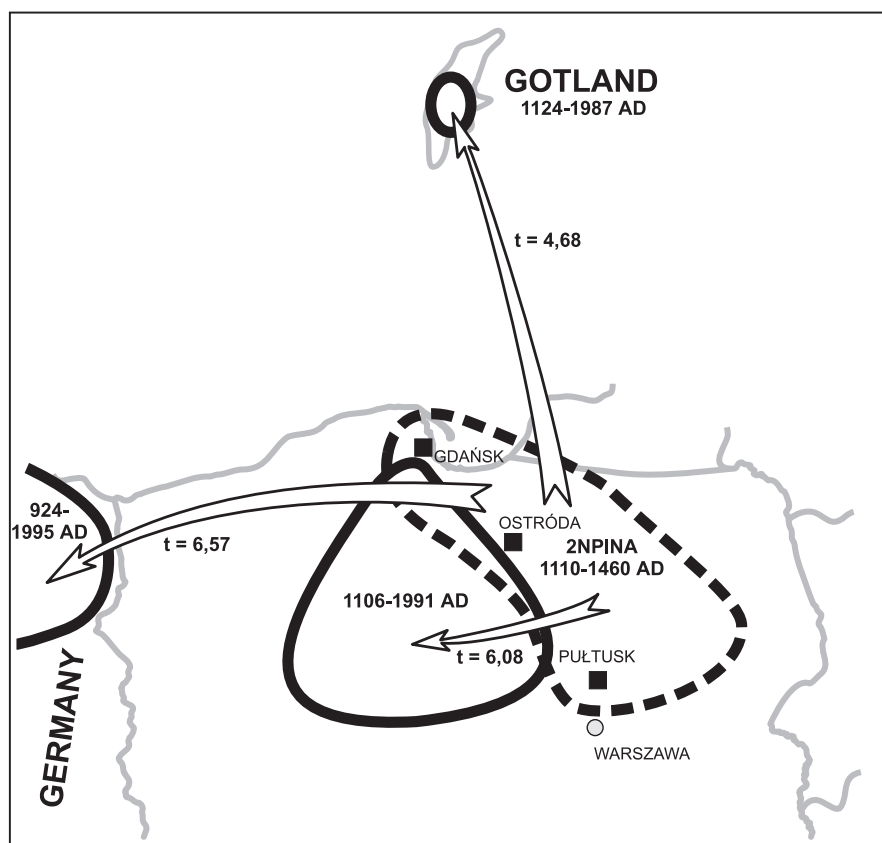 GOTLAND
1124-1987 AD
t = 4,68
GDAŃSK
924-
1995 AD
t = 6,57
OSTRÓDA
2NPINA
1110-1460 AD
1106-1991 AD
t = 6,08
PUŁTUSK
WARSZAWA
GERMANY